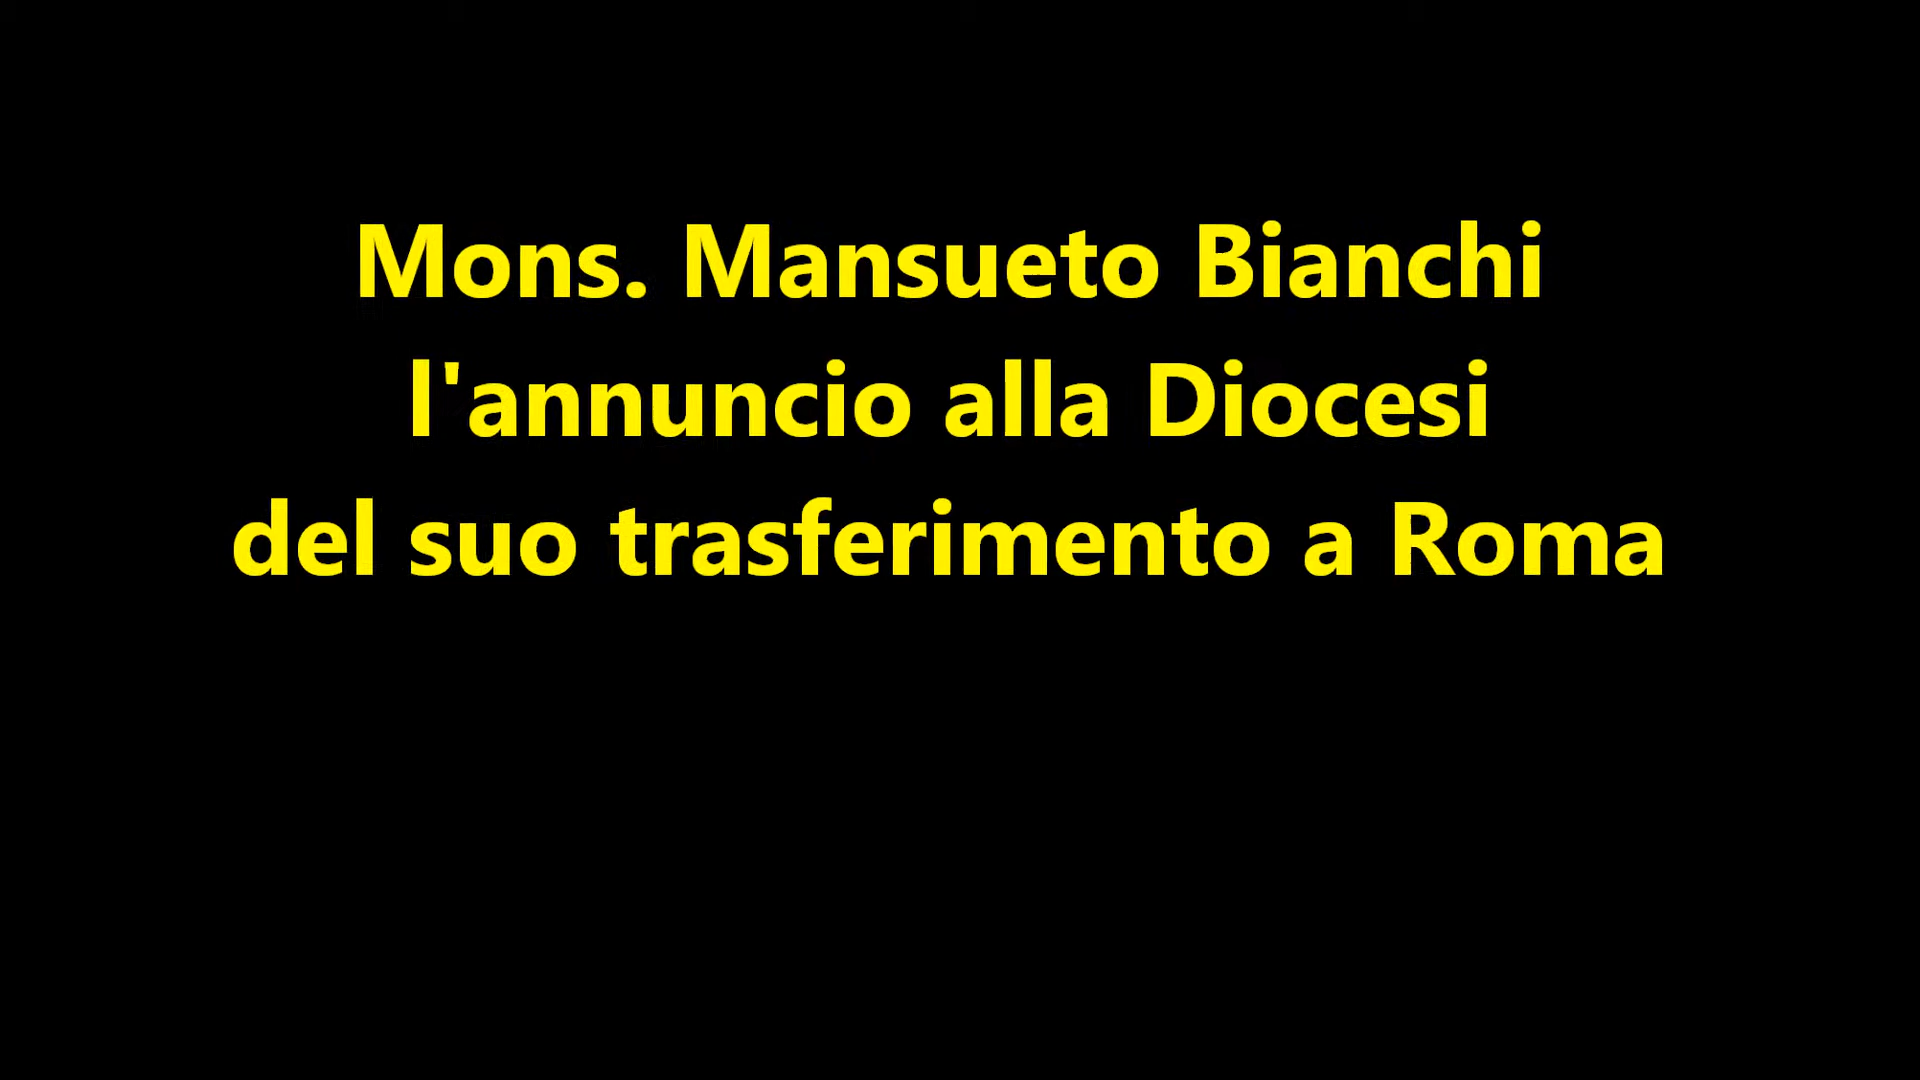 Mons. Mansueto Bianchi
l'annuncio alla Diocesi
del suo trasferimento a Roma